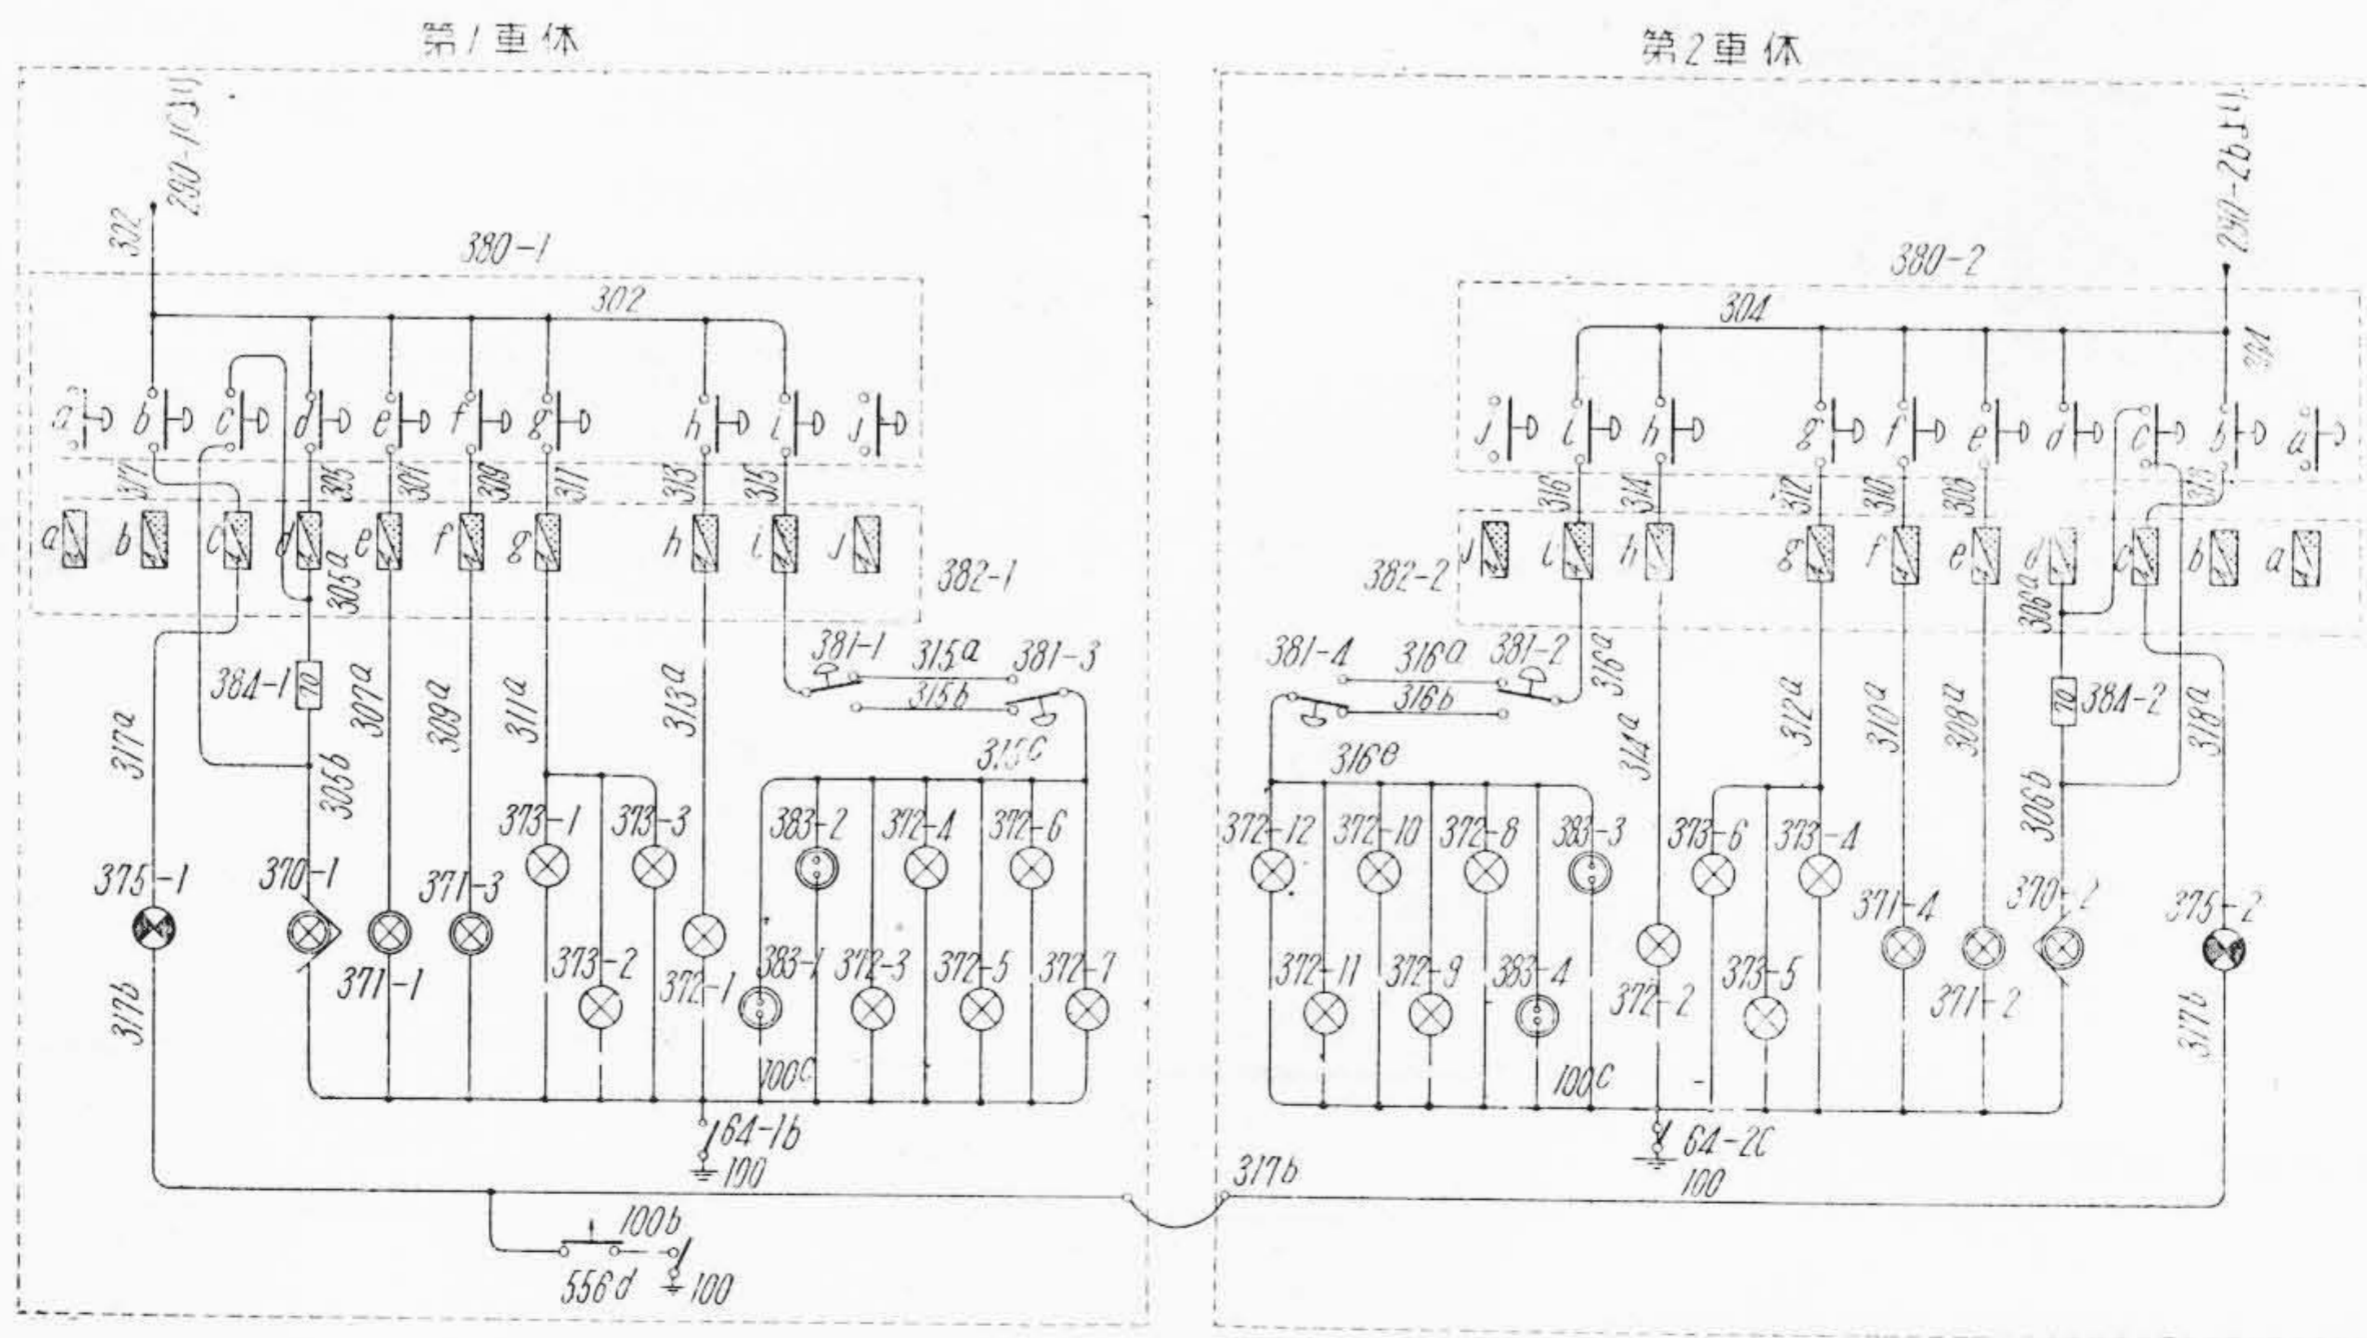 第1車体
第2車体
302
380-1
302
a b c d e f g h i j
317 305 307 309 311 313 315
a b c d e f g h i j
382-1
305a
384-1
70
381-1 315a 381-3
315b
317a
307a
309a
311a
313a
315c
305b
373-1 373-3
383-2 372-4 372-6
375-1
370-1
371-3
373-2
371-1
372-1
383-1 372-3 372-5 372-7
317b
100c
64-1b
100
100b
556d
100
290-2bより
380-2
304
304
j i h g f e d c b a
316 314 312 310 308 318
j i h g f e d c b a
382-2
306a
381-4 316a 381-2
316b
316a
314a
312a
310a
308a
70
384-2
318a
316e
306b
372-12 372-10 372-8 383-3
373-6 373-4
371-4
370-2
375-2
372-11 372-9 383-4
372-2
373-5
371-2
317b
100c
64-2c
100
317b